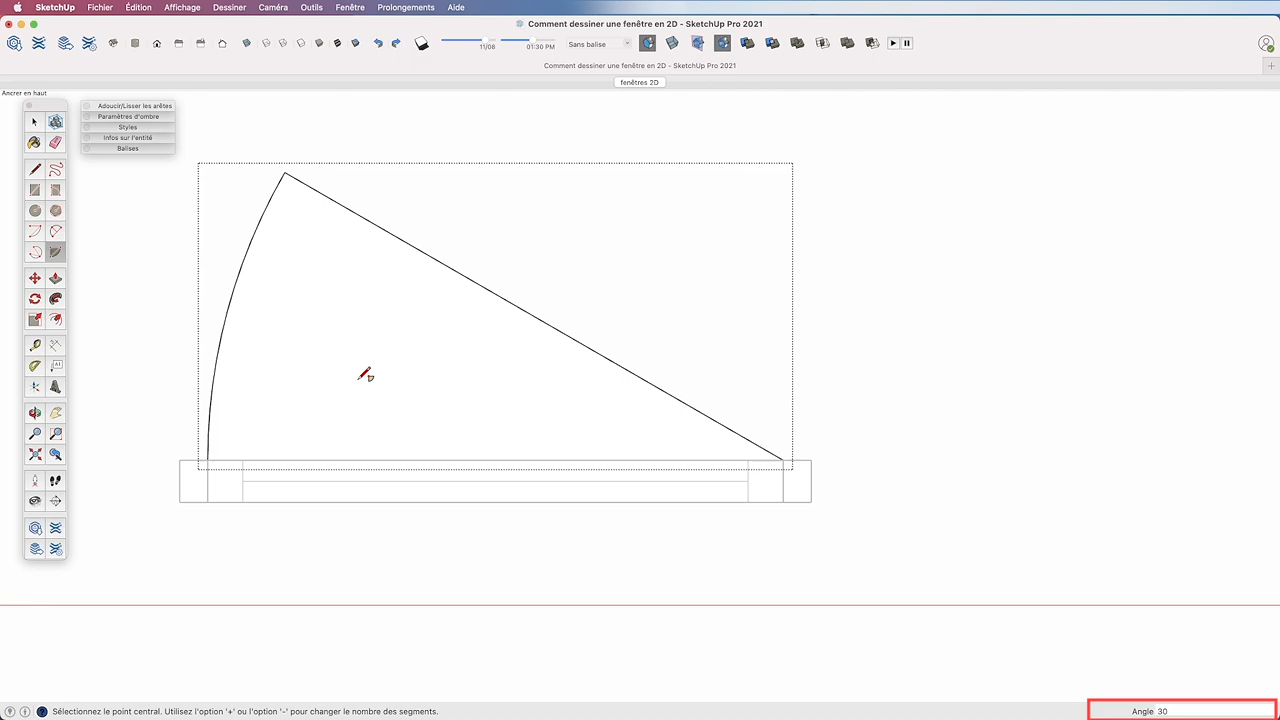 SketchUp Fichier Édition Affichage Dessiner Caméra Outils Fenêtre Prolongements Aide
Comment dessiner une fenêtre en 2D - SketchUp Pro 2021
11/08 01:30 PM Sans balise
Comment dessiner une fenêtre en 2D - SketchUp Pro 2021
fenêtres 2D
Ancrer en haut
Adoucir/Lisser les arêtes
Paramètres d'ombre
Styles
Infos sur l'entité
Balises
A1
Sélectionnez le point central. Utilisez l'option '+' ou l'option '-' pour changer le nombre des segments.
Angle 30